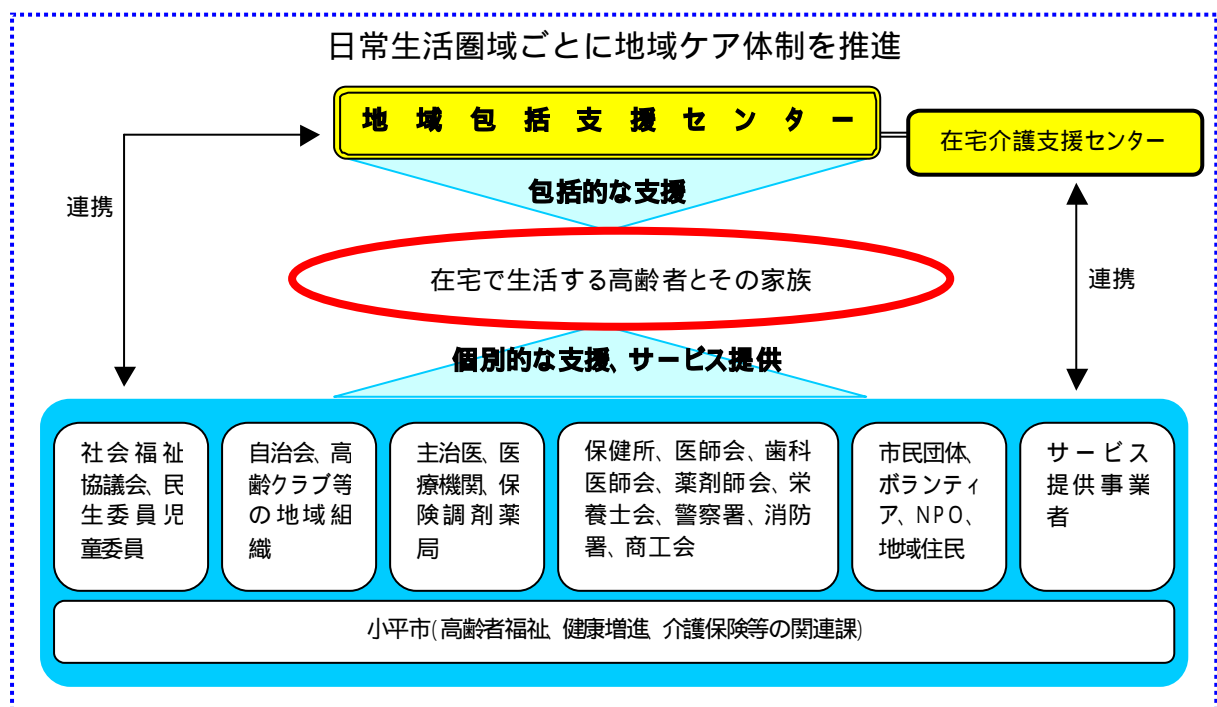 日常生活圏域ごとに地域ケア体制を推進
地域包括支援センター
在宅介護支援センター
包括的な支援
連携
在宅で生活する高齢者とその家族
連携
個別的な支援、サービス提供
社会福祉
協議会、民
生委員児
童委員
自治会、高
齢クラブ等
の地域組
織
主治医、医
療機関、保
険調剤薬
局
保健所、医師会、歯科
医師会、薬剤師会、栄
養士会、警察署、消防
署、商工会
市民団体、
ボランティ
ア、NPO、
地域住民
サービス
提供事業
者
小平市(高齢者福祉、健康増進、介護保険等の関連課)